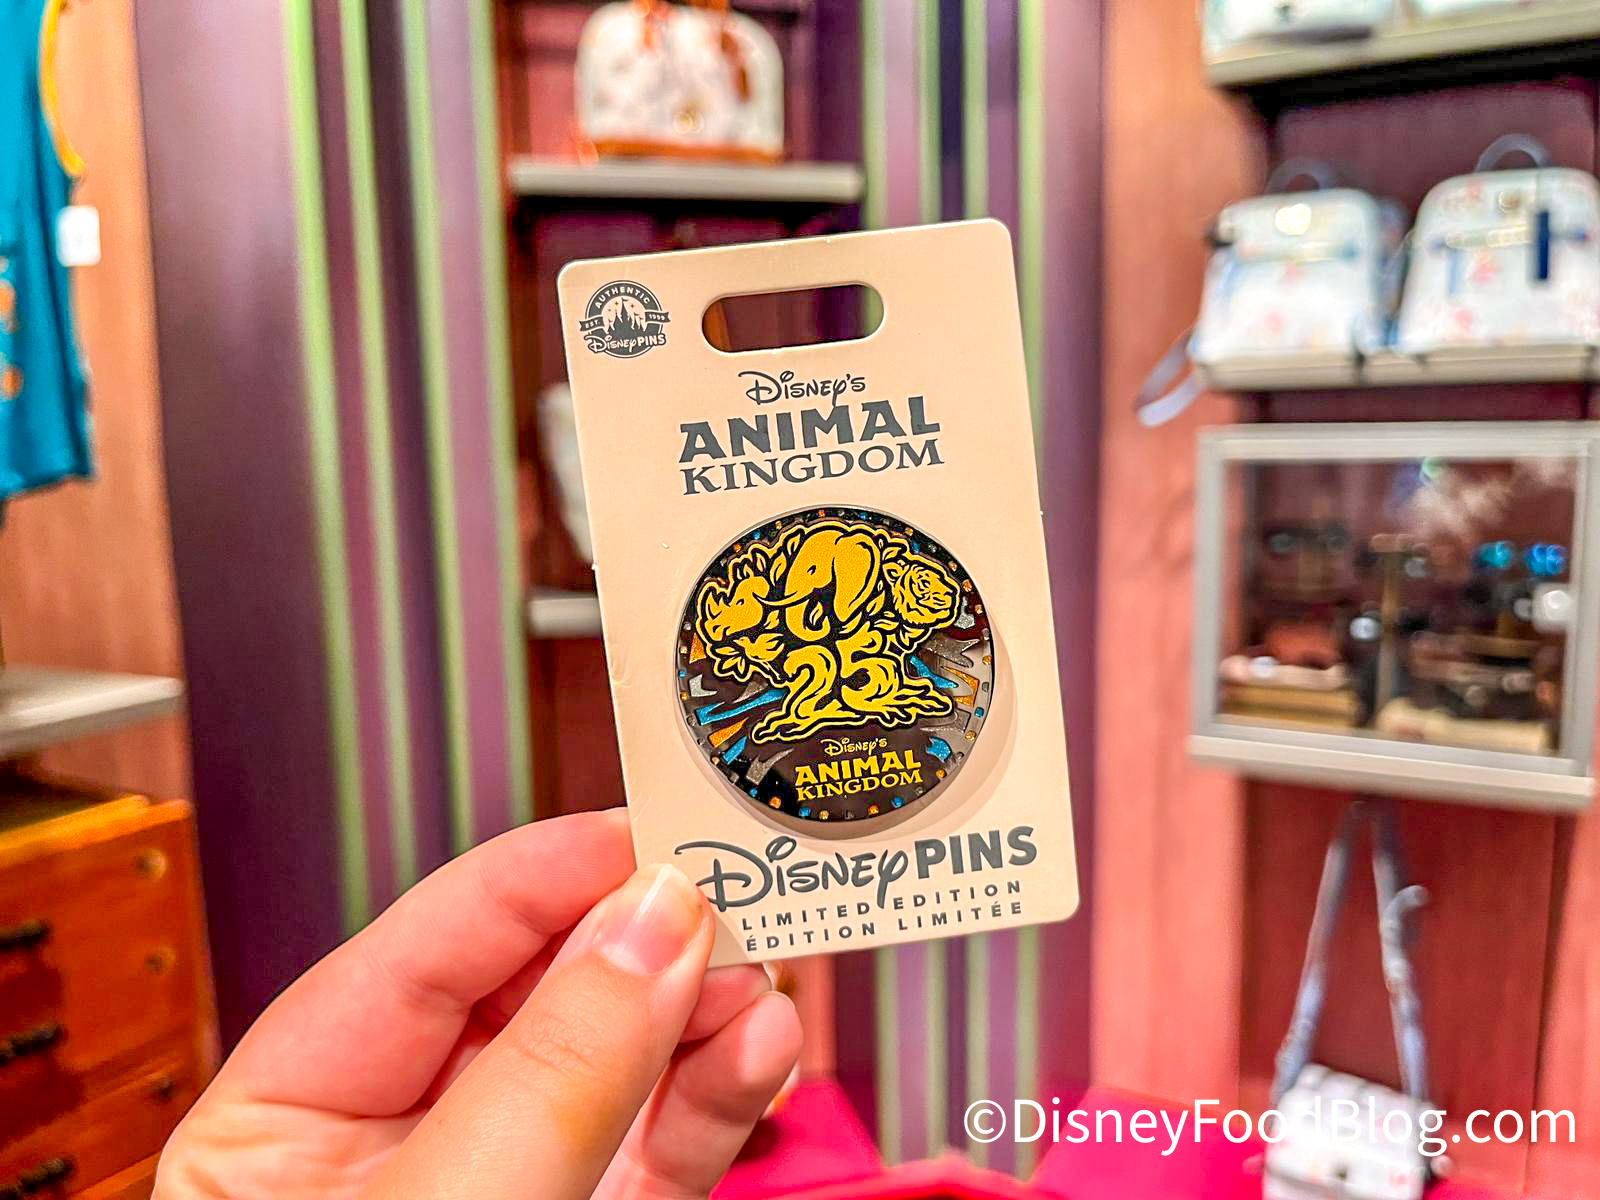 AUTHENTIC
EST. 1999
Disney PINS
Disney's
ANIMAL
KINGDOM
25
Disney's
ANIMAL
KINGDOM
Disney PINS
LIMITED EDITION
ÉDITION LIMITÉE
©DisneyFoodBlog.com